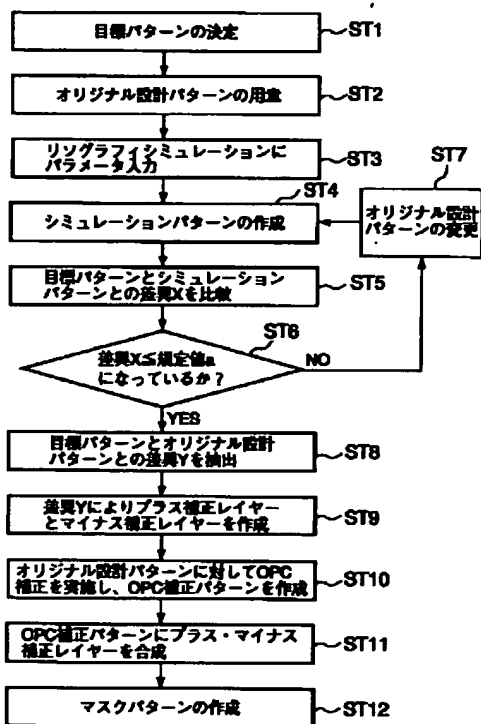 目標パターンの決定
ST1
オリジナル設計パターンの用意
ST2
リソグラフィシミュレーションに
パラメータ入力
ST3
ST4
シミュレーションパターンの作成
ST7
オリジナル設計
パターンの変更
目標パターンとシミュレーション
パターンとの差異Xを比較
ST5
ST6
差異X≦規定値a
になっているか?
NO
YES
目標パターンとオリジナル設計
パターンとの差異Yを抽出
ST8
差異Yによりプラス補正レイヤー
とマイナス補正レイヤーを作成
ST9
オリジナル設計パターンに対してOPC
補正を実施し、OPC補正パターンを作成
ST10
OPC補正パターンにプラス・マイナス
補正レイヤーを合成
ST11
マスクパターンの作成
ST12